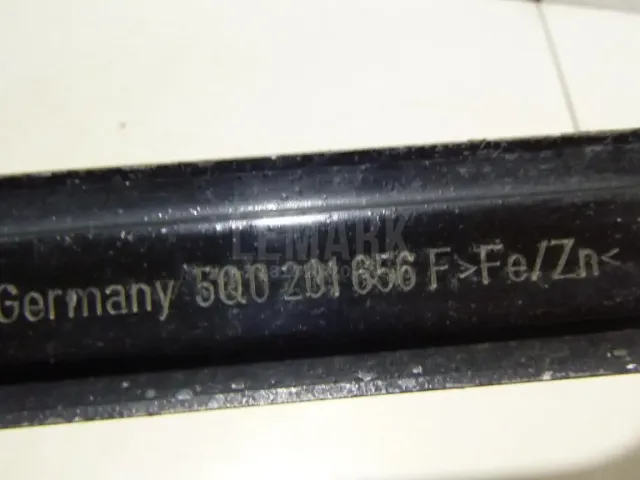 LEMARK
Germany 5Q0 201 656 F >Fe/Zn<